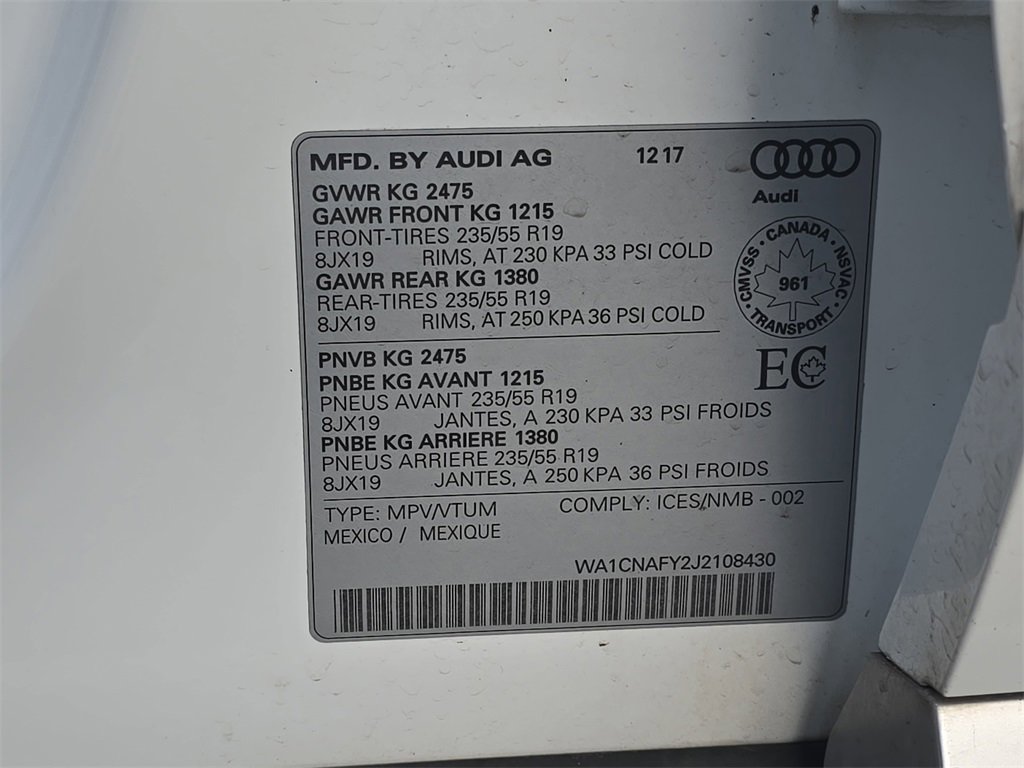 MFD. BY AUDI AG 12 17
Audi
GVWR KG 2475
GAWR FRONT KG 1215
FRONT-TIRES 235/55 R19
8JX19 RIMS, AT 230 KPA 33 PSI COLD
GAWR REAR KG 1380
REAR-TIRES 235/55 R19
8JX19 RIMS, AT 250 KPA 36 PSI COLD
CANADA · NSVAC · TRANSPORT · CMVSS ·
961
PNVB KG 2475
PNBE KG AVANT 1215
PNEUS AVANT 235/55 R19
8JX19 JANTES, A 230 KPA 33 PSI FROIDS
PNBE KG ARRIERE 1380
PNEUS ARRIERE 235/55 R19
8JX19 JANTES, A 250 KPA 36 PSI FROIDS
EC
TYPE: MPV/VTUM COMPLY: ICES/NMB - 002
MEXICO / MEXIQUE
WA1CNAFY2J2108430